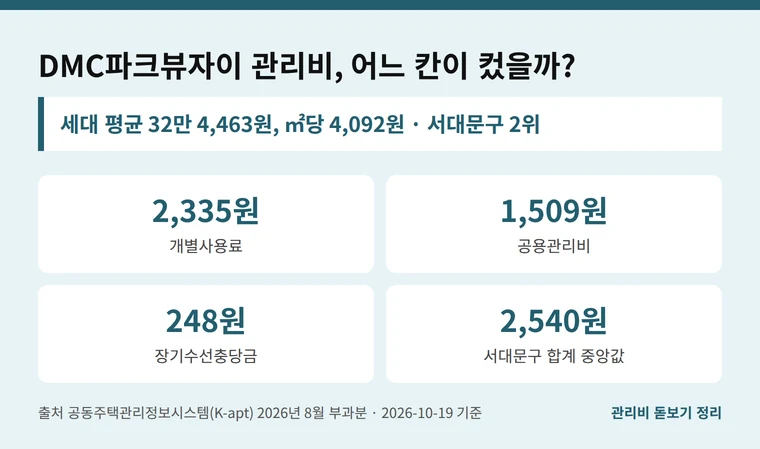 DMC파크뷰자이 관리비, 어느 칸이 컸을까?
세대 평균 32만 4,463원, ㎡당 4,092원 · 서대문구 2위
2,335원
개별사용료
1,509원
공용관리비
248원
장기수선충당금
2,540원
서대문구 합계 중앙값
출처 공동주택관리정보시스템(K-apt) 2026년 8월 부과분 · 2026-10-19 기준
관리비 돋보기 정리